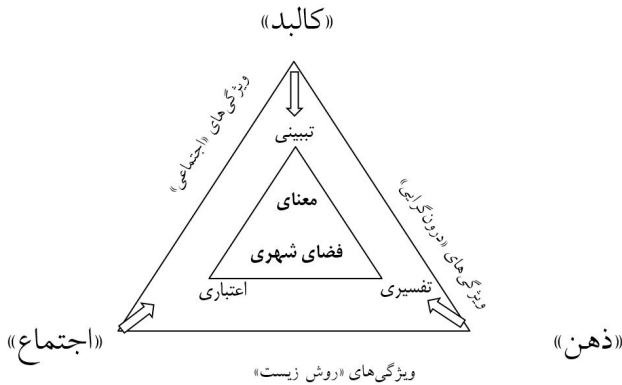 «کالبد»
ویژگی‌های «اجتماعی»
تبیینی
ویژگی‌های «درون‌گرایی»
معنای
فضای شهری
تفسیری
اعتباری
«ذهن»
«اجتماع»
ویژگی‌های «روش زیست»